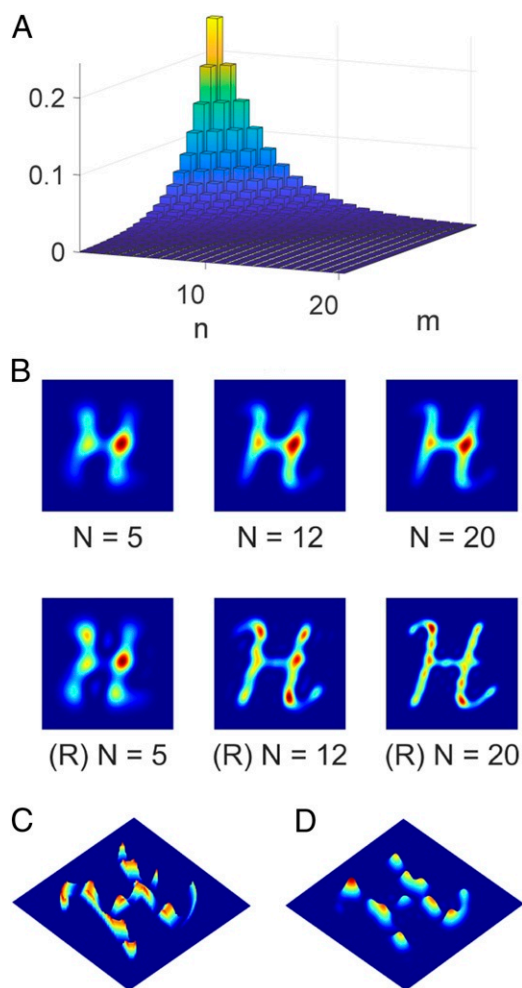 A
0.2
0.1
0
10
20
n
m
B
N = 5
N = 12
N = 20
(R) N = 5
(R) N = 12
(R) N = 20
C
D